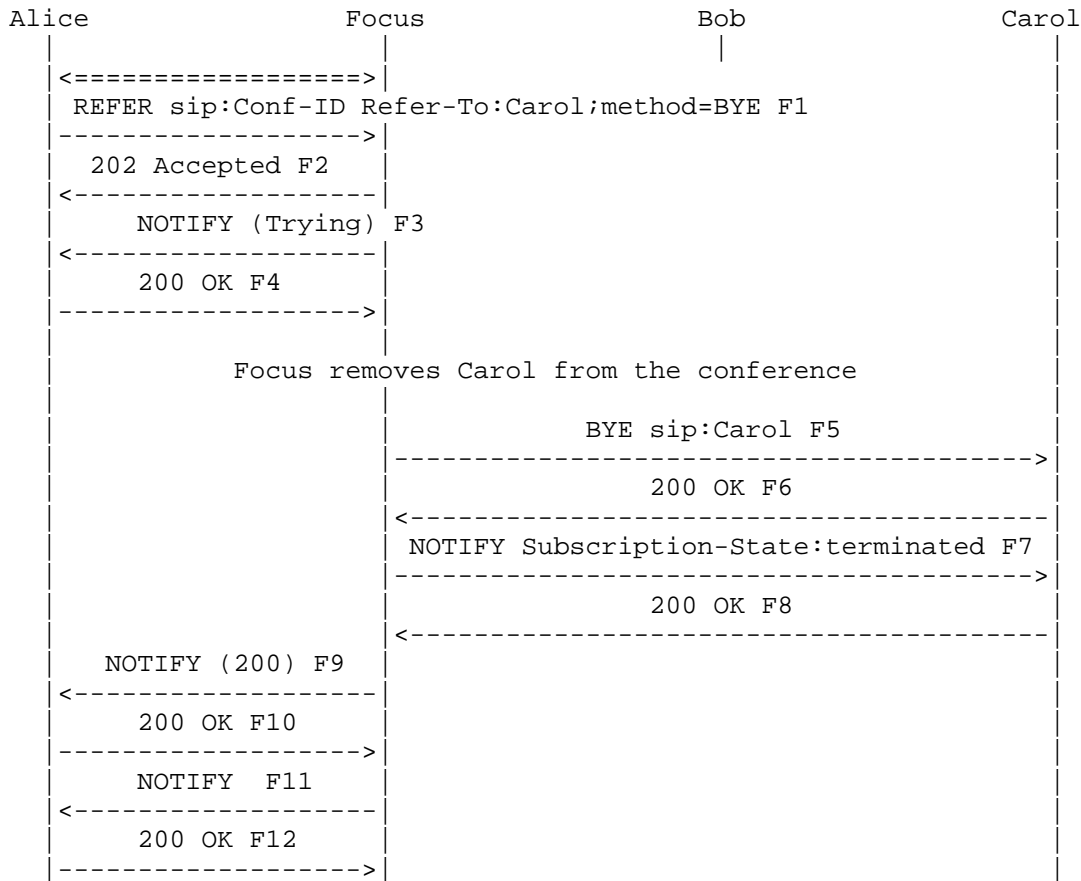 Alice Focus Bob Carol
REFER sip:Conf-ID Refer-To:Carol;method=BYE F1
202 Accepted F2
NOTIFY (Trying) F3
200 OK F4
Focus removes Carol from the conference
BYE sip:Carol F5
200 OK F6
NOTIFY Subscription-State:terminated F7
200 OK F8
NOTIFY (200) F9
200 OK F10
NOTIFY  F11
200 OK F12